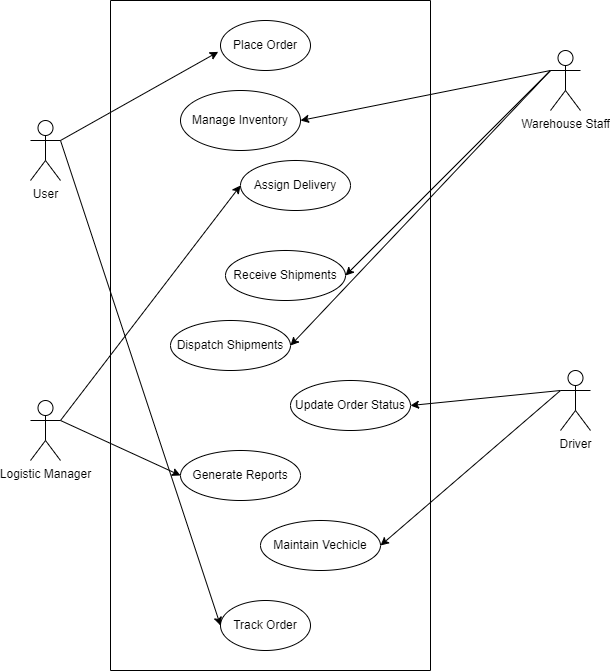 Place Order
Manage Inventory
Warehouse Staff
Assign Delivery
User
Receive Shipments
Dispatch Shipments
Update Order Status
Driver
Logistic Manager
Generate Reports
Maintain Vechicle
Track Order